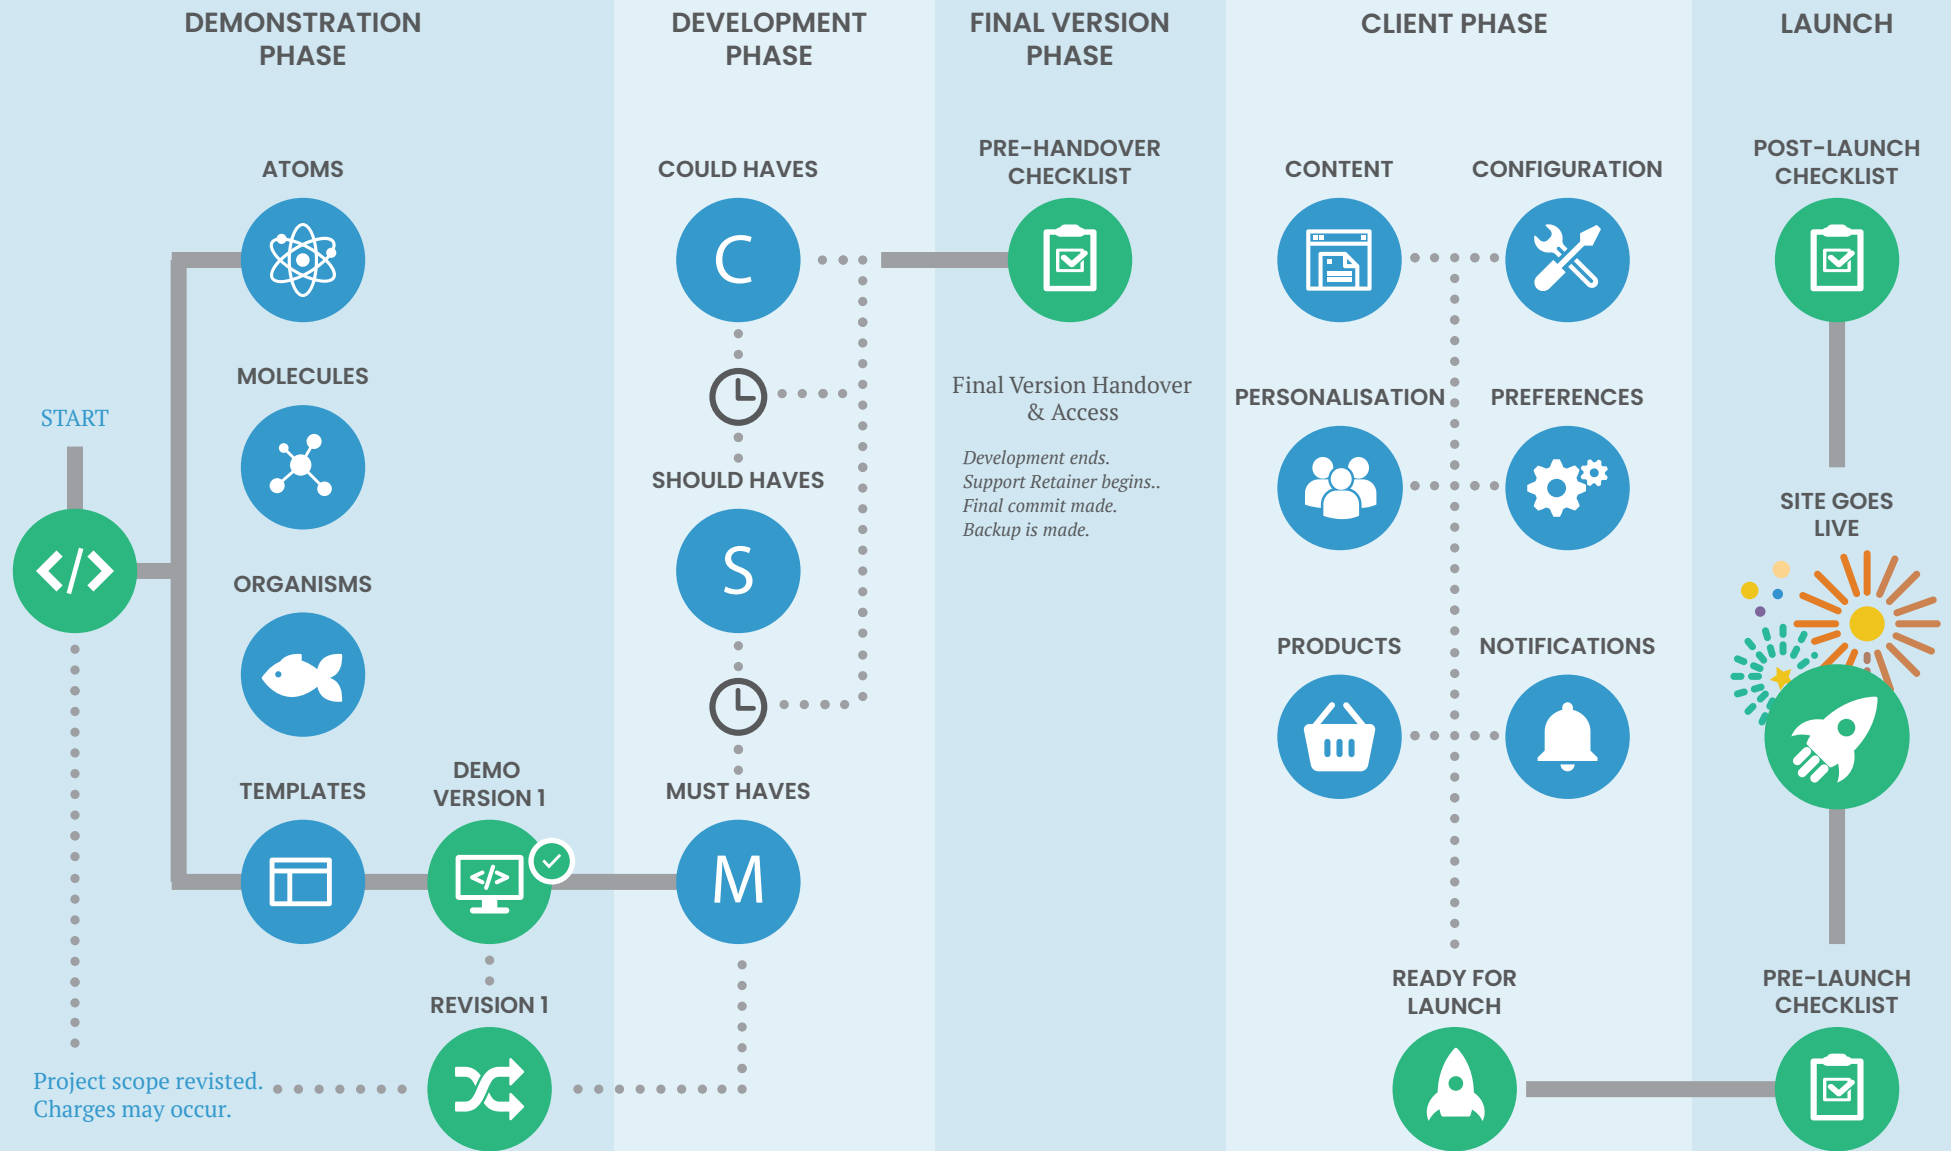 DEMONSTRATION
PHASE
ATOMS
MOLECULES
START
</>
ORGANISMS
TEMPLATES
DEMO
VERSION 1
</>
REVISION 1
Project scope revisted.
Charges may occur.
DEVELOPMENT
PHASE
COULD HAVES
C
SHOULD HAVES
S
MUST HAVES
M
FINAL VERSION
PHASE
PRE-HANDOVER
CHECKLIST
Final Version Handover
& Access
Development ends.
Support Retainer begins..
Final commit made.
Backup is made.
CLIENT PHASE
CONTENT
CONFIGURATION
PERSONALISATION
PREFERENCES
PRODUCTS
NOTIFICATIONS
READY FOR
LAUNCH
LAUNCH
POST-LAUNCH
CHECKLIST
SITE GOES
LIVE
PRE-LAUNCH
CHECKLIST